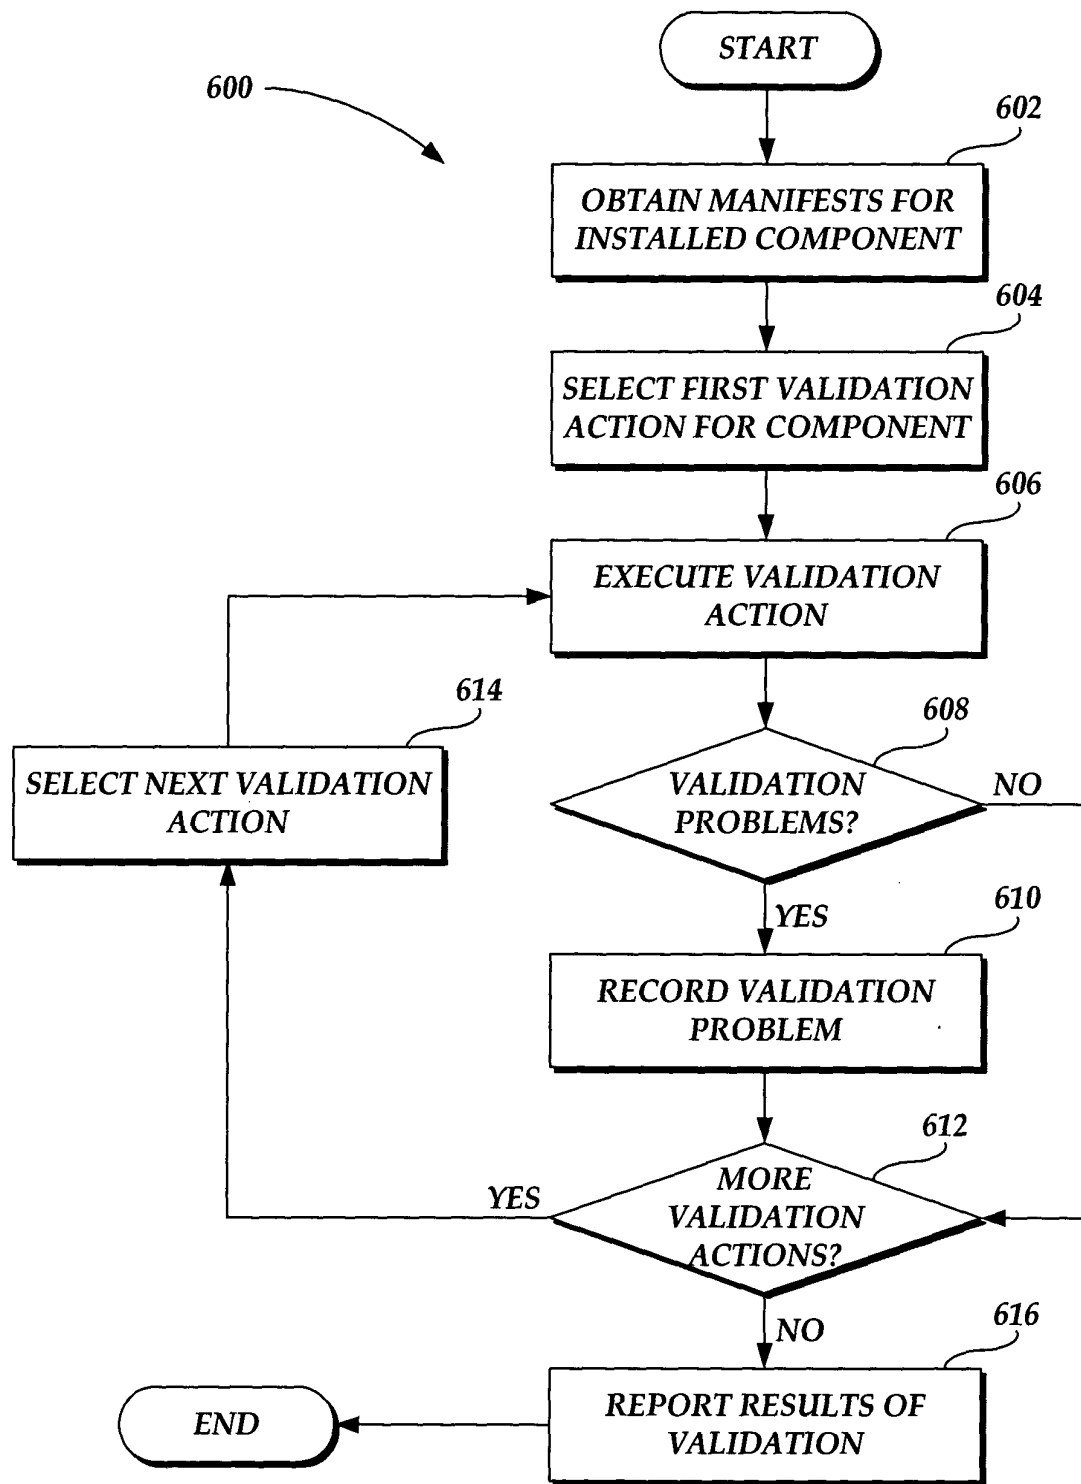 START
600
602
OBTAIN MANIFESTS FOR
INSTALLED COMPONENT
604
SELECT FIRST VALIDATION
ACTION FOR COMPONENT
606
EXECUTE VALIDATION
ACTION
614
SELECT NEXT VALIDATION
ACTION
608
VALIDATION
PROBLEMS?
NO
YES
610
RECORD VALIDATION
PROBLEM
612
MORE
VALIDATION
ACTIONS?
YES
NO
616
REPORT RESULTS OF
VALIDATION
END